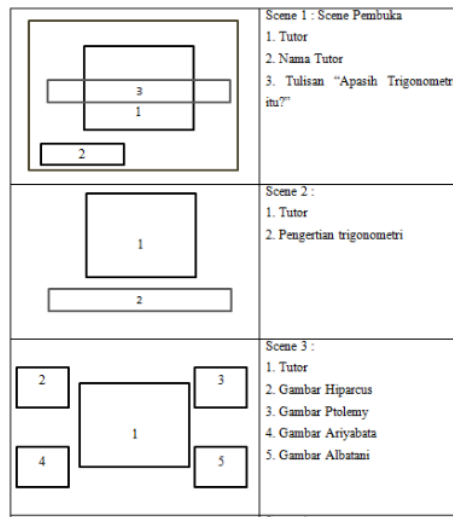 Scene 1 : Scene Pembuka
1. Tutor
2. Nama Tutor
3. Tulisan “Apasih Trigonometr
itu?”
3
1
2
Scene 2 :
1. Tutor
2. Pengertian trigonometri
1
2
Scene 3 :
1. Tutor
2. Gambar Hiparcus
3. Gambar Ptolemy
4. Gambar Ariyabata
5. Gambar Albatani
2
3
1
4
5